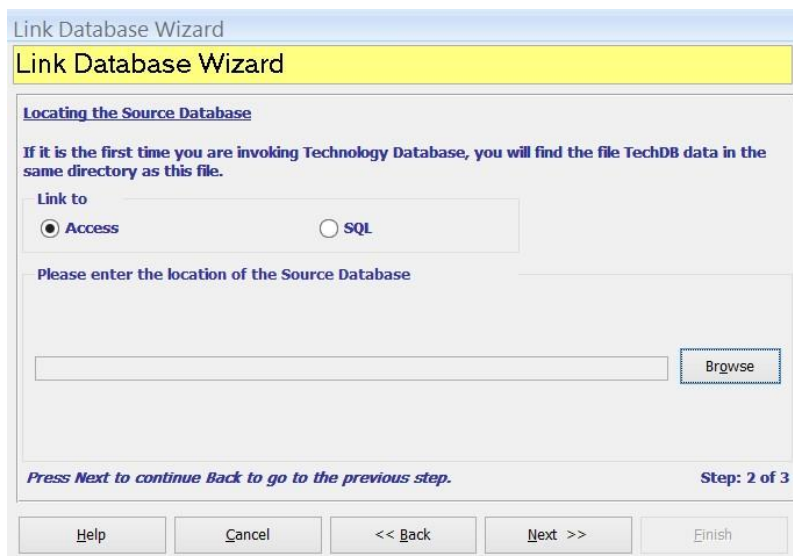 Link Database Wizard
Link Database Wizard
Locating the Source Database
If it is the first time you are invoking Technology Database, you will find the file TechDB data in the
same directory as this file.
Link to
Access
SQL
Please enter the location of the Source Database
Browse
Press Next to continue Back to go to the previous step.
Step: 2 of 3
Help
Cancel
<< Back
Next >>
Finish